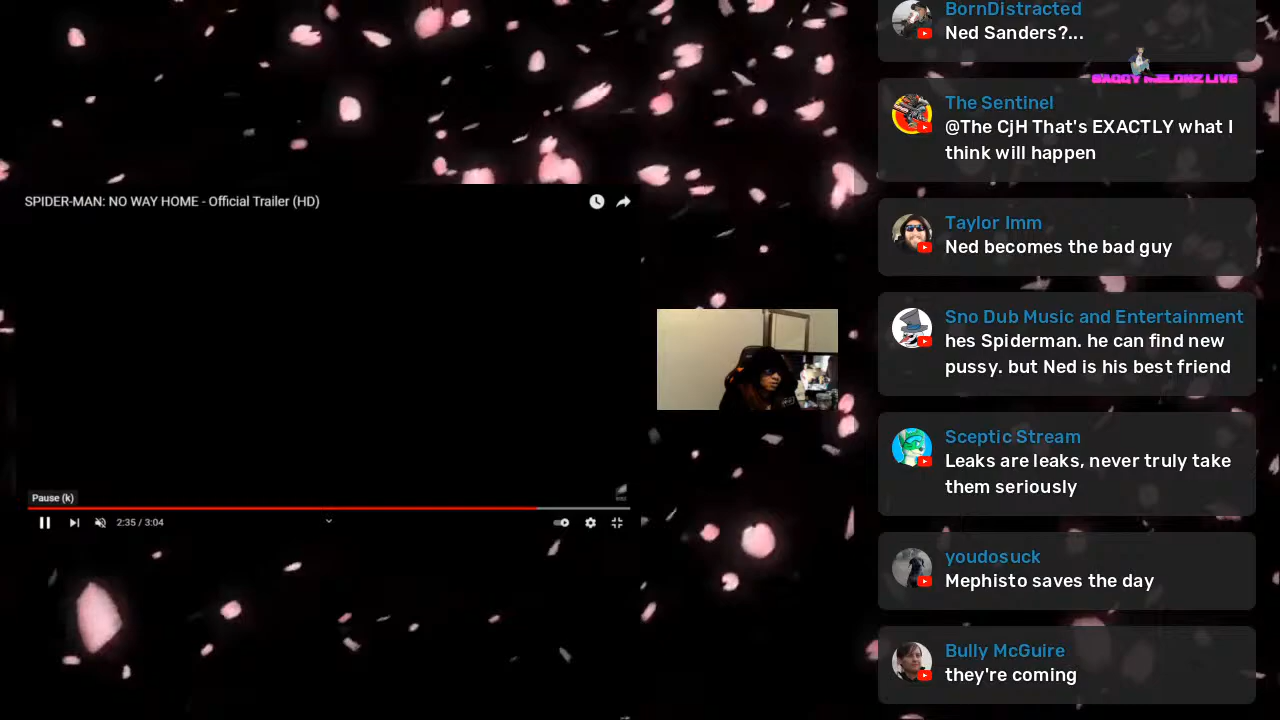 SPIDER-MAN: NO WAY HOME - Official Trailer (HD)
Pause (k)
2:35 / 3:04
BornDistracted
Ned Sanders?...
SAGGY MELONZ LIVE
The Sentinel
@The CjH That's EXACTLY what I
think will happen
Taylor Imm
Ned becomes the bad guy
Sno Dub Music and Entertainment
hes Spiderman. he can find new
pussy. but Ned is his best friend
Sceptic Stream
Leaks are leaks, never truly take
them seriously
youdosuck
Mephisto saves the day
Bully McGuire
they're coming